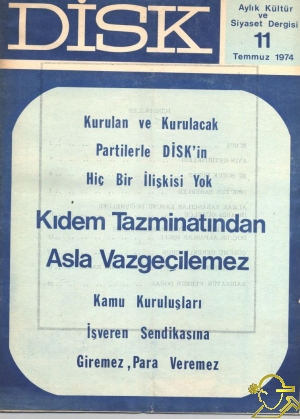 DİSK
Aylık Kültür
ve
Siyaset Dergisi
11
Temmuz 1974
Kurulan ve Kurulacak
Partilerle DİSK'in
Hiç Bir İlişkisi Yok
Kıdem Tazminatından
Asla Vazgeçilemez
Kamu Kuruluşları
İşveren Sendikasına
Giremez, Para Veremez